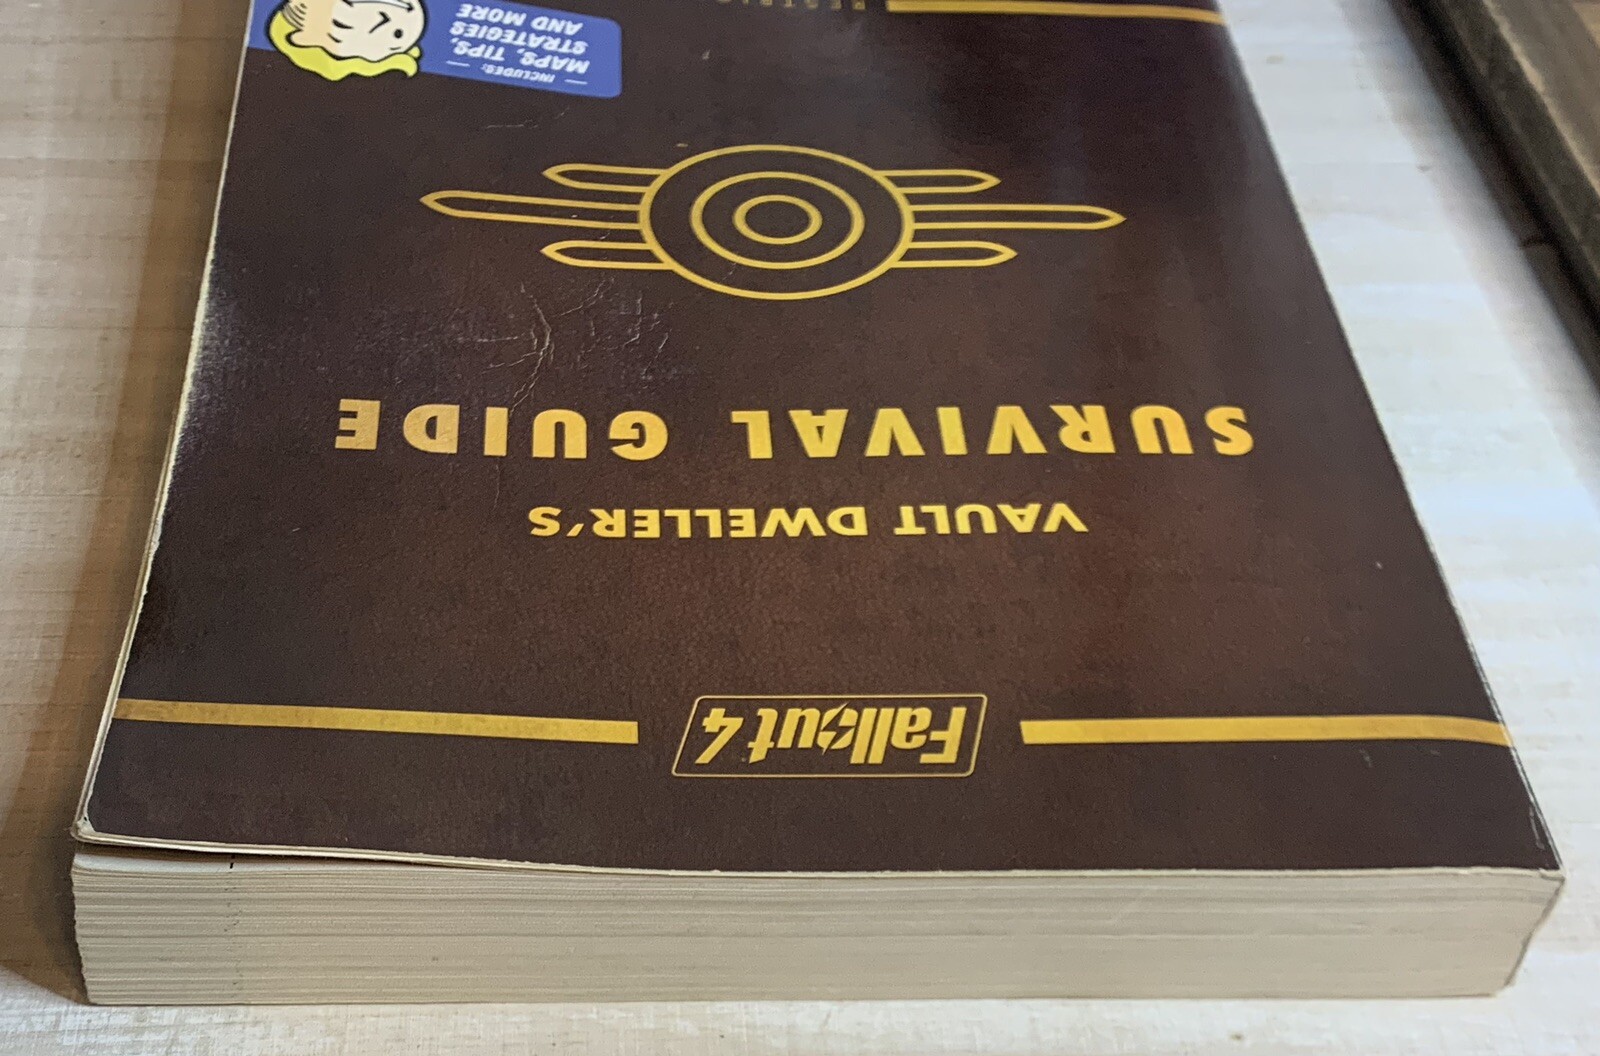 Fallout 4
VAULT DWELLER'S
SURVIVAL GUIDE
INCLUDES:
MAPS, TIPS,
STRATEGIES
AND MORE